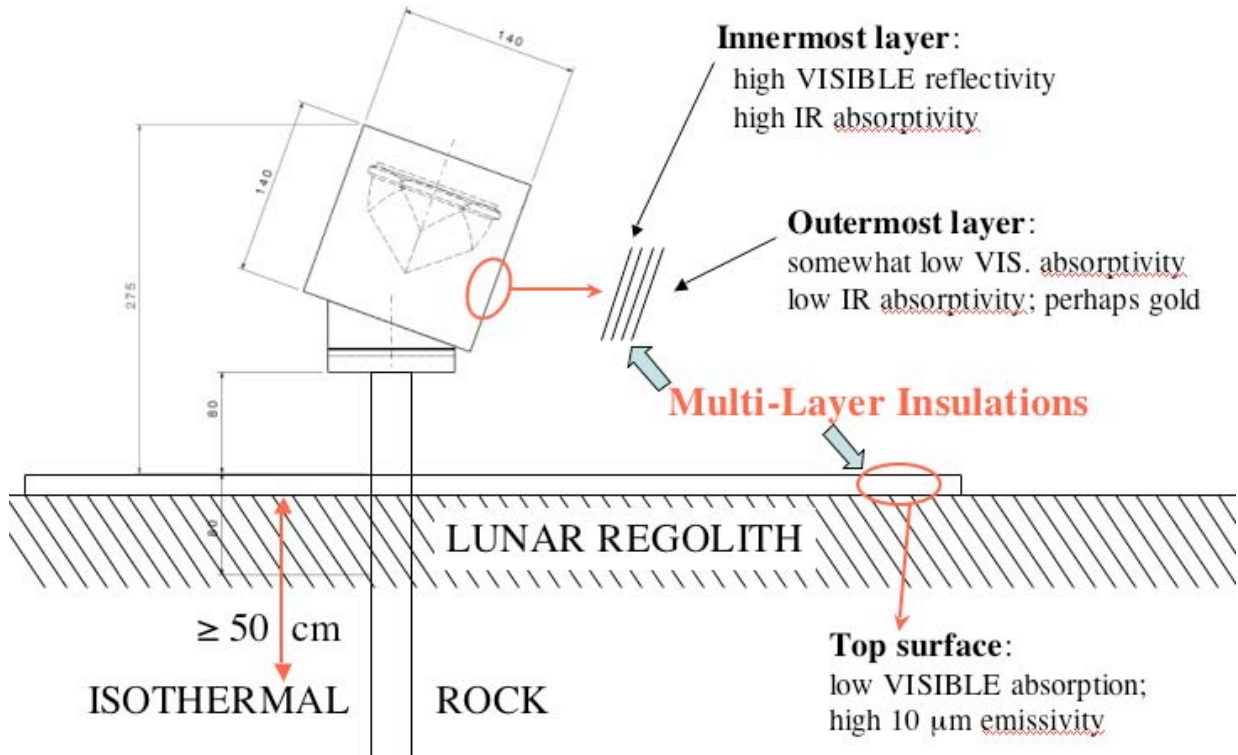 140
Innermost layer:
high VISIBLE reflectivity
high IR absorptivity
140
275
Outermost layer:
somewhat low VIS. absorptivity
low IR absorptivity; perhaps gold
Multi-Layer Insulations
80
LUNAR REGOLITH
≥ 50 cm
ISOTHERMAL ROCK
Top surface:
low VISIBLE absorption;
high 10 μm emissivity